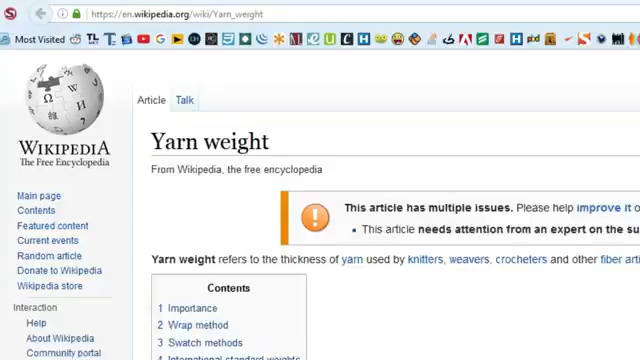 https://en.wikipedia.org/wiki/Yarn_weight
Most Visited
WIKIPEDIA
The Free Encyclopedia
Main page
Contents
Featured content
Current events
Random article
Donate to Wikipedia
Wikipedia store
Interaction
Help
About Wikipedia
Community portal
Article Talk
Yarn weight
From Wikipedia, the free encyclopedia
This article has multiple issues. Please help improve it o
This article needs attention from an expert on the su
Yarn weight refers to the thickness of yarn used by knitters, weavers, crocheters and other fiber arti
Contents
1 Importance
2 Wrap method
3 Swatch methods
4 International standard weights